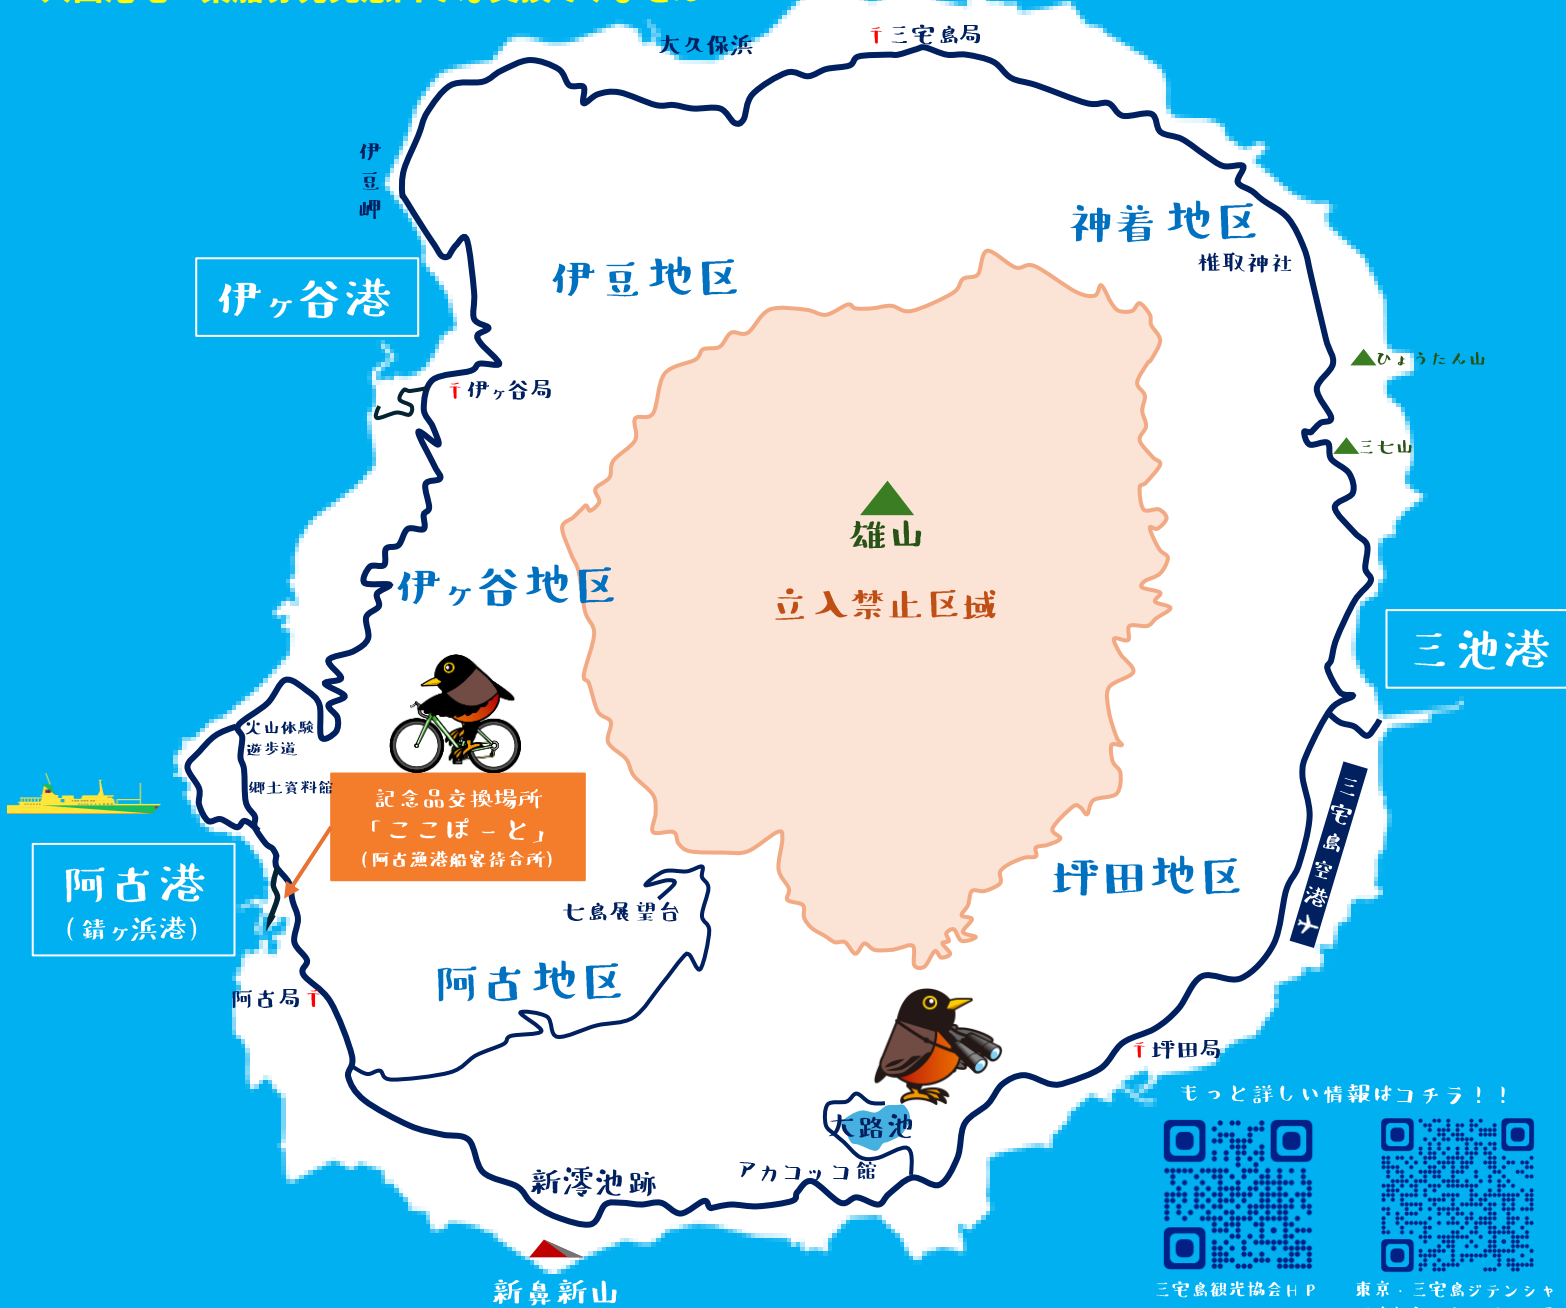 大久保浜
〒三宅島局
伊豆岬
神着地区
椎取神社
伊豆地区
伊ヶ谷港
ひょうたん山
〒伊ヶ谷局
三七山
雄山
伊ヶ谷地区
立入禁止区域
三池港
火山体験
遊歩道
郷土資料館
記念品交換場所
「ここぽーと」
(阿古漁港船客待合所)
三宅島空港
阿古港
(錆ヶ浜港)
坪田地区
七島展望台
阿古地区
阿古局〒
〒坪田局
もっと詳しい情報はコチラ！！
大路池
アカコッコ館
新澪池跡
新鼻新山
三宅島観光協会ＨＰ
東京・三宅島ジテンシャ